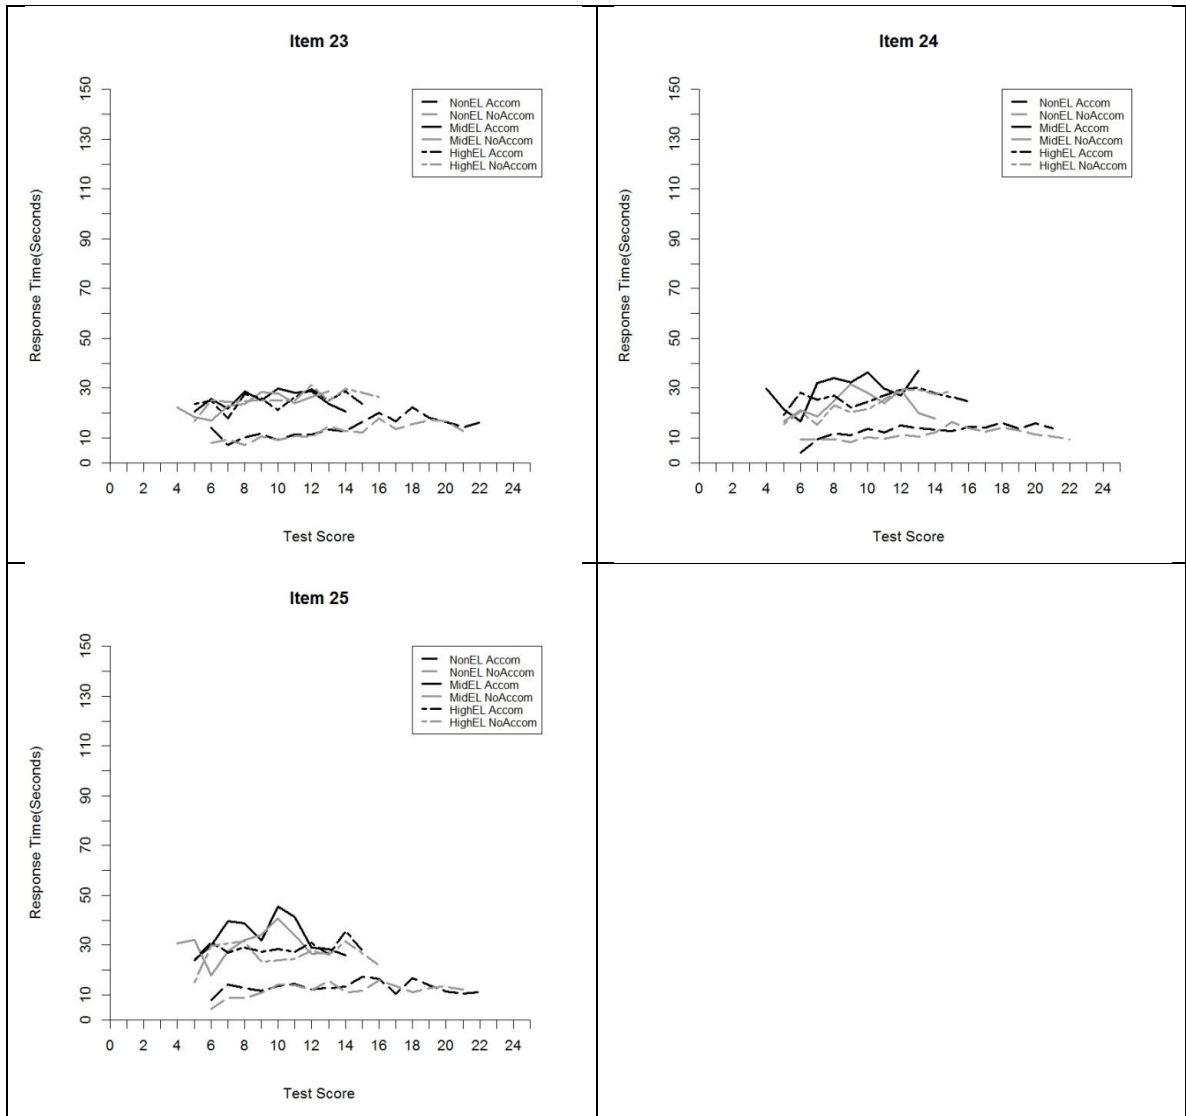 Item 23
Response Time(Seconds)
150
130
110
90
70
50
30
10
0
NonEL Accom
NonEL NoAccom
MidEL Accom
MidEL NoAccom
HighEL Accom
HighEL NoAccom
0 2 4 6 8 10 12 14 16 18 20 22 24
Test Score
Item 24
Response Time(Seconds)
150
130
110
90
70
50
30
10
0
NonEL Accom
NonEL NoAccom
MidEL Accom
MidEL NoAccom
HighEL Accom
HighEL NoAccom
0 2 4 6 8 10 12 14 16 18 20 22 24
Test Score
Item 25
Response Time(Seconds)
150
130
110
90
70
50
30
10
0
NonEL Accom
NonEL NoAccom
MidEL Accom
MidEL NoAccom
HighEL Accom
HighEL NoAccom
0 2 4 6 8 10 12 14 16 18 20 22 24
Test Score